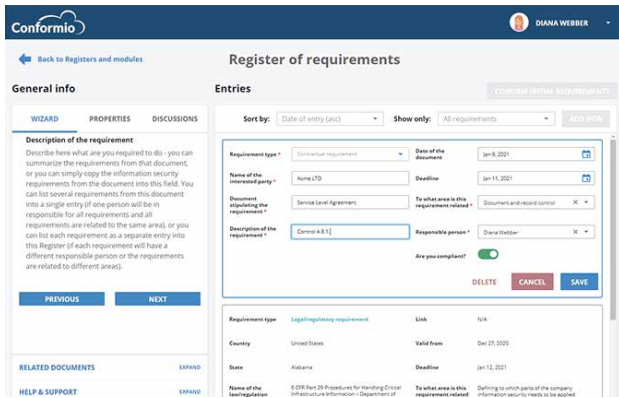 Conformio
DIANA WEBBER
Back to Registers and modules
Register of requirements
General info
Entries
CONFIRM INITIAL REQUIREMENTS
WIZARD PROPERTIES DISCUSSIONS
Sort by: Date of entry (asc) Show only: All requirements ADD NEW
Description of the requirement
Describe here what are you required to do - you can
summarize the requirements from that document,
or you can simply copy the information security
requirements from the document into this field. You
can list several requirements from this document
into a single entry (if one person will be in
responsible for all requirements and all
requirements are related to the same area), or you
can list each requirement as a separate entry into
this Register (if each requirement will have a
different responsible person or the requirements
are related to different areas).
PREVIOUS NEXT
RELATED DOCUMENTS EXPAND
HELP & SUPPORT EXPAND
Requirement type * Contractual requirement
Date of the
document Jan 9, 2021
Name of the
interested party * Acme LTD
Deadline Jan 11, 2021
Document
stipulating the
requirement * Service Level Agreement
To what area is this
requirement related * Document and record control X
Description of the
requirement * Control A.8.1.
Responsible person * Diana Webber X
Are you compliant?
DELETE CANCEL SAVE
Requirement type Legal/regulatory requirement Link N/A
Country United States Valid from Dec 27, 2020
State Alabama Deadline Jan 12, 2021
Name of the
law/regulation
6 CFR Part 29 Procedures for Handling Critical
Infrastructure Information – Department of
To what area is this
requirement related
Defining to which parts of the company
information security needs to be applied